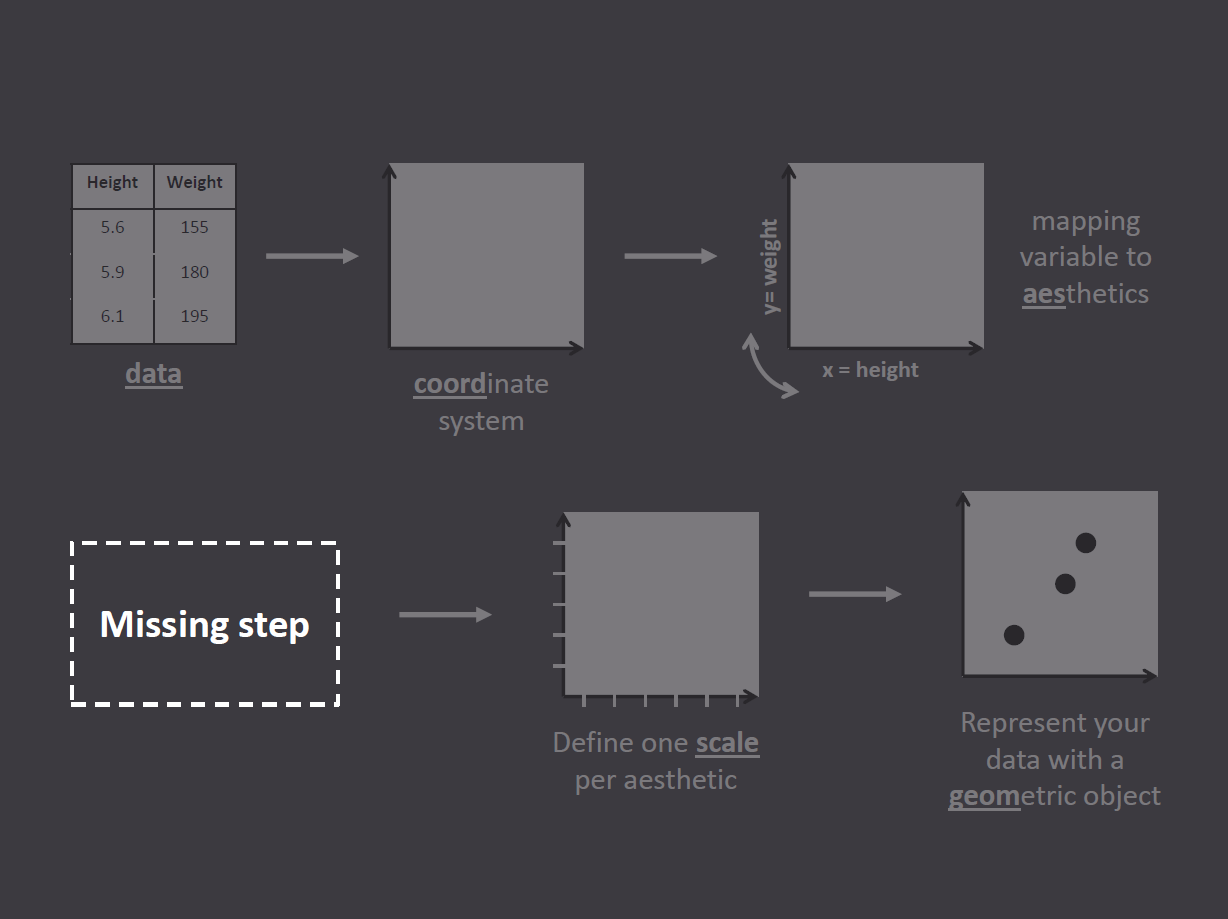 Height Weight
5.6 155
5.9 180
6.1 195
data
coordinate
system
y= weight
x = height
mapping
variable to
aesthetics
Missing step
Define one scale
per aesthetic
Represent your
data with a
geometric object